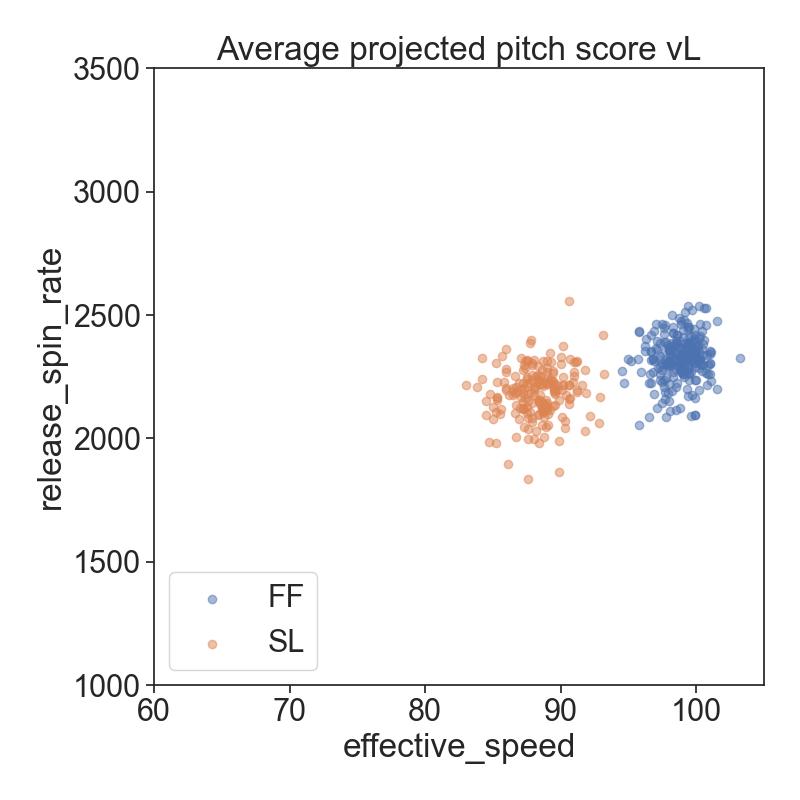 Average projected pitch score vL
3500
3000
2500
2000
1500
1000
release_spin_rate
FF
SL
60
70
80
90
100
effective_speed